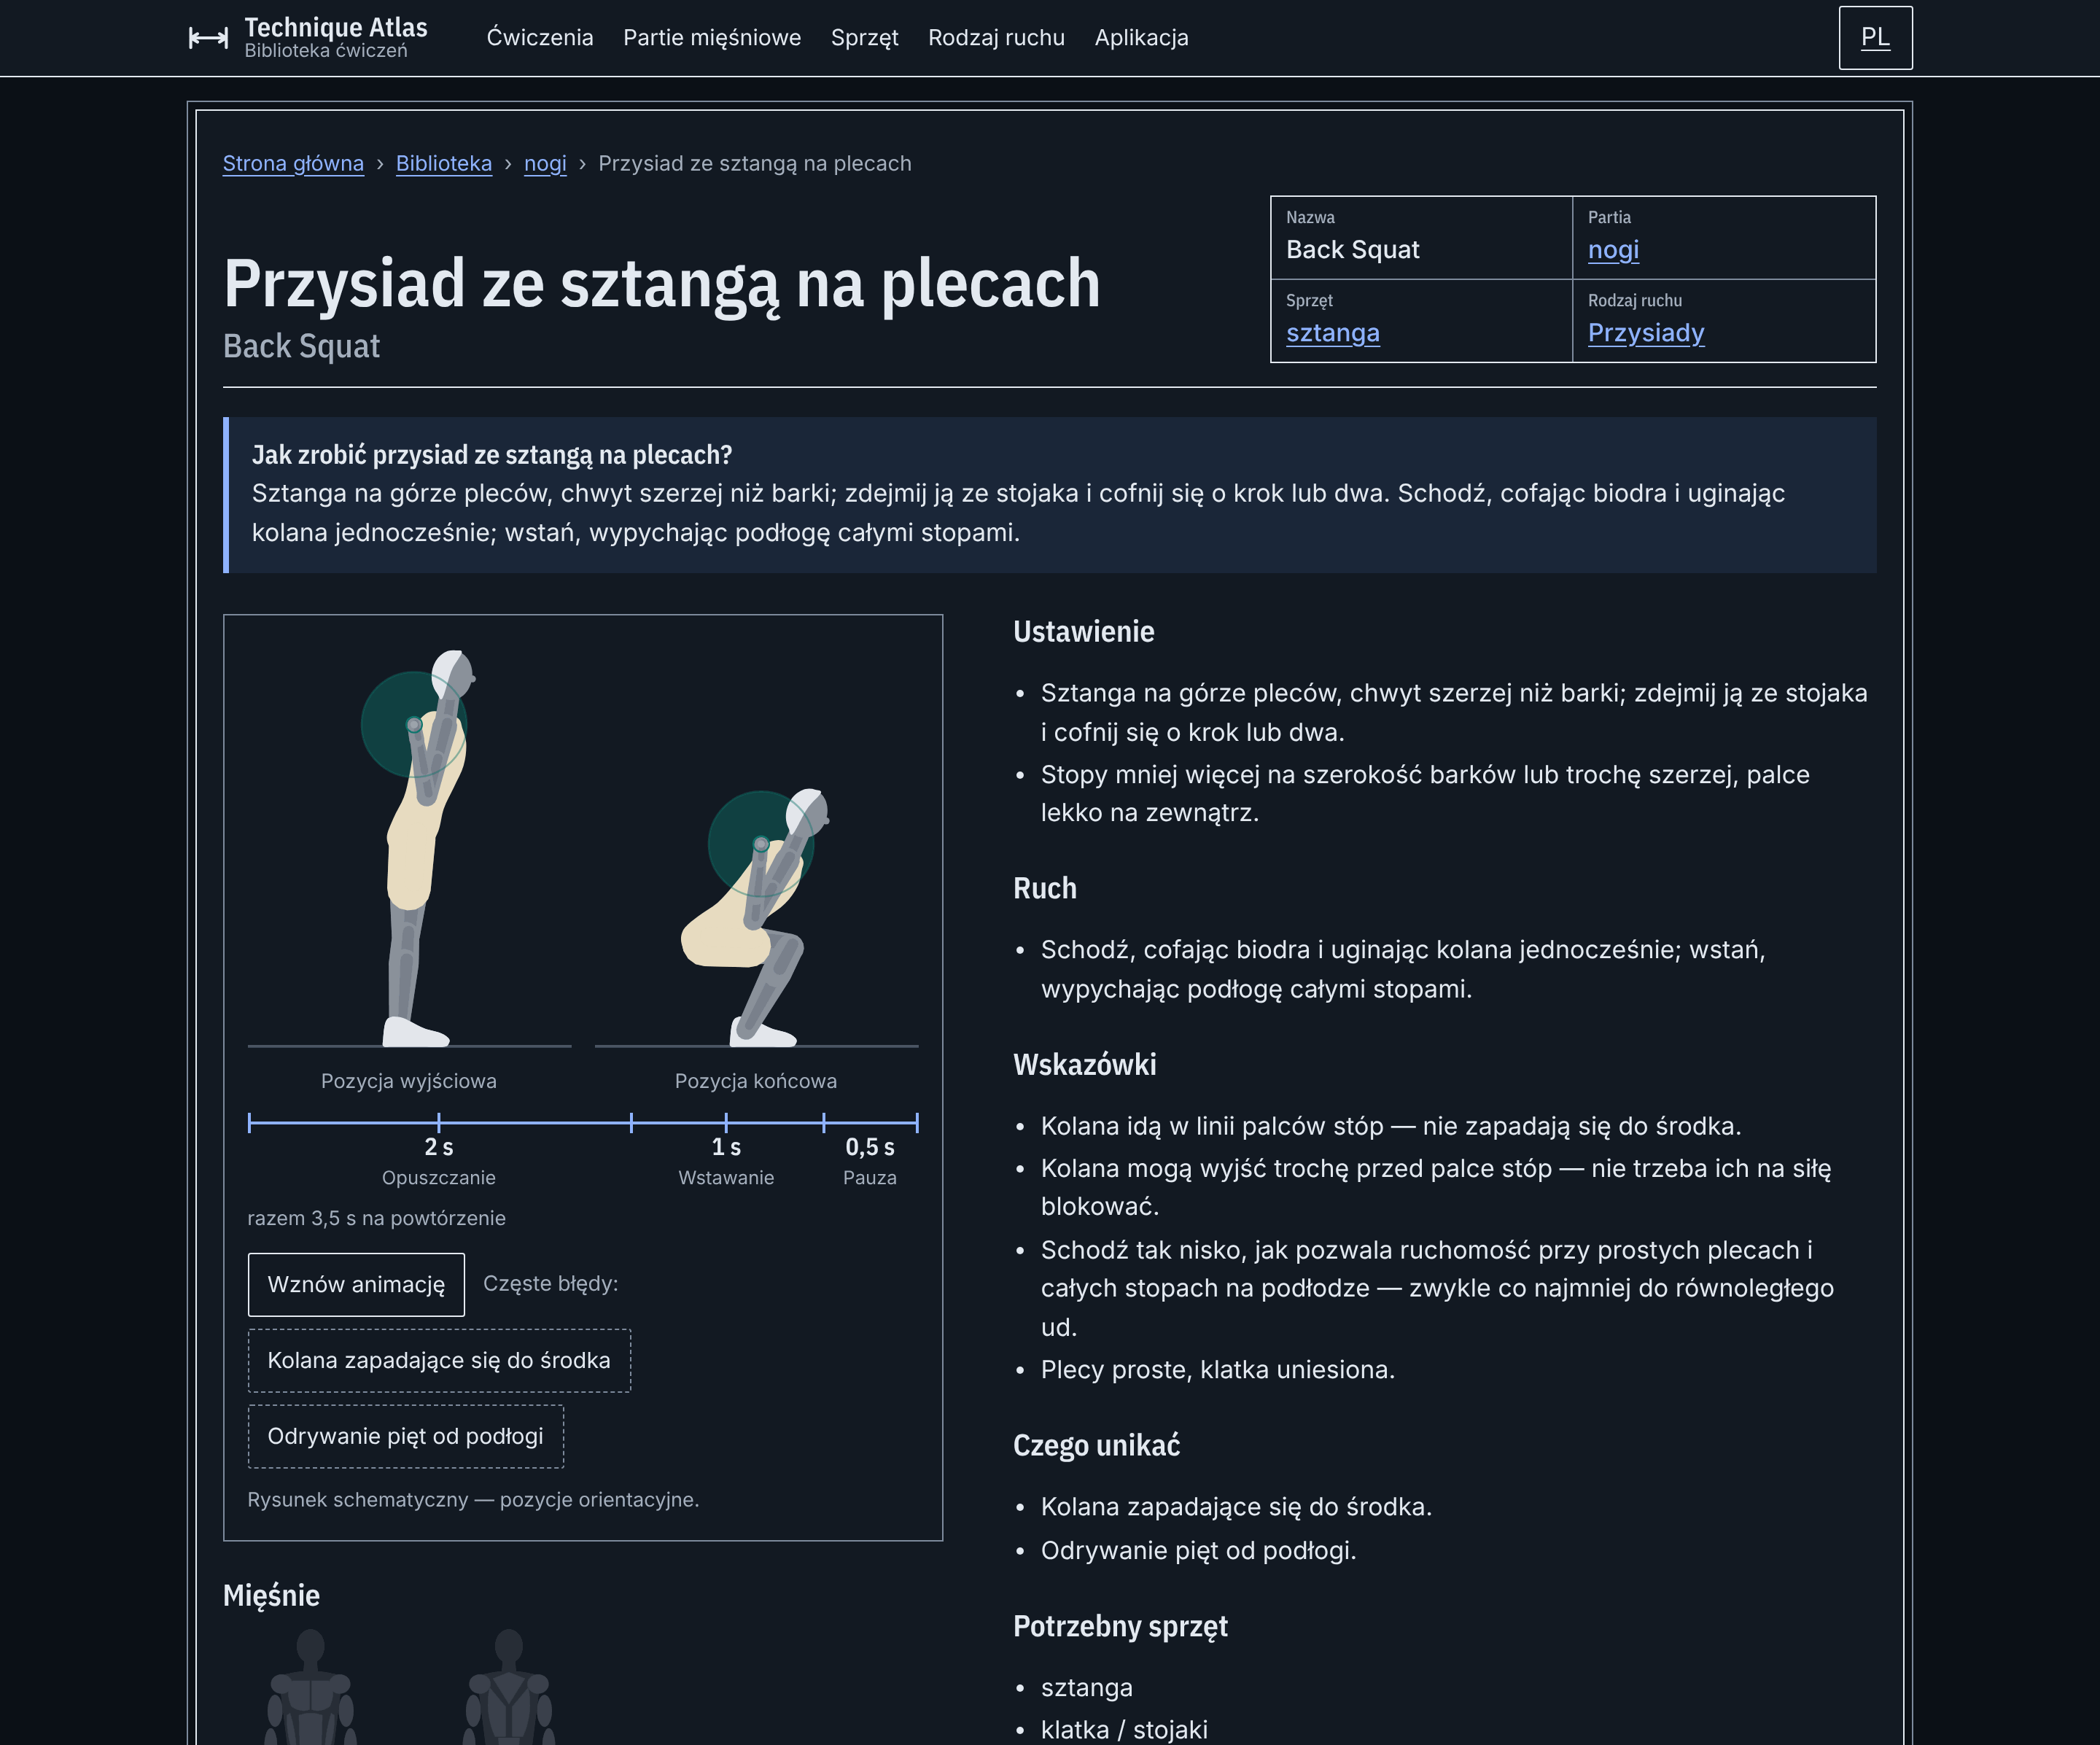 Technique Atlas
Biblioteka ćwiczeń
Ćwiczenia
Partie mięśniowe
Sprzęt
Rodzaj ruchu
Aplikacja
PL
Strona główna › Biblioteka › nogi › Przysiad ze sztangą na plecach
Przysiad ze sztangą na plecach
Back Squat
Nazwa
Back Squat
Partia
nogi
Sprzęt
sztanga
Rodzaj ruchu
Przysiady
Jak zrobić przysiad ze sztangą na plecach?
Sztanga na górze pleców, chwyt szerzej niż barki; zdejmij ją ze stojaka i cofnij się o krok lub dwa. Schodź, cofając biodra i uginając
kolana jednocześnie; wstań, wypychając podłogę całymi stopami.
Pozycja wyjściowa
Pozycja końcowa
2 s
Opuszczanie
1 s
Wstawanie
0,5 s
Pauza
razem 3,5 s na powtórzenie
Wznów animację
Częste błędy:
Kolana zapadające się do środka
Odrywanie pięt od podłogi
Rysunek schematyczny — pozycje orientacyjne.
Mięśnie
Ustawienie
• Sztanga na górze pleców, chwyt szerzej niż barki; zdejmij ją ze stojaka
i cofnij się o krok lub dwa.
• Stopy mniej więcej na szerokość barków lub trochę szerzej, palce
lekko na zewnątrz.
Ruch
• Schodź, cofając biodra i uginając kolana jednocześnie; wstań,
wypychając podłogę całymi stopami.
Wskazówki
• Kolana idą w linii palców stóp — nie zapadają się do środka.
• Kolana mogą wyjść trochę przed palce stóp — nie trzeba ich na siłę
blokować.
• Schodź tak nisko, jak pozwala ruchomość przy prostych plecach i
całych stopach na podłodze — zwykle co najmniej do równoległego
ud.
• Plecy proste, klatka uniesiona.
Czego unikać
• Kolana zapadające się do środka.
• Odrywanie pięt od podłogi.
Potrzebny sprzęt
• sztanga
• klatka / stojaki